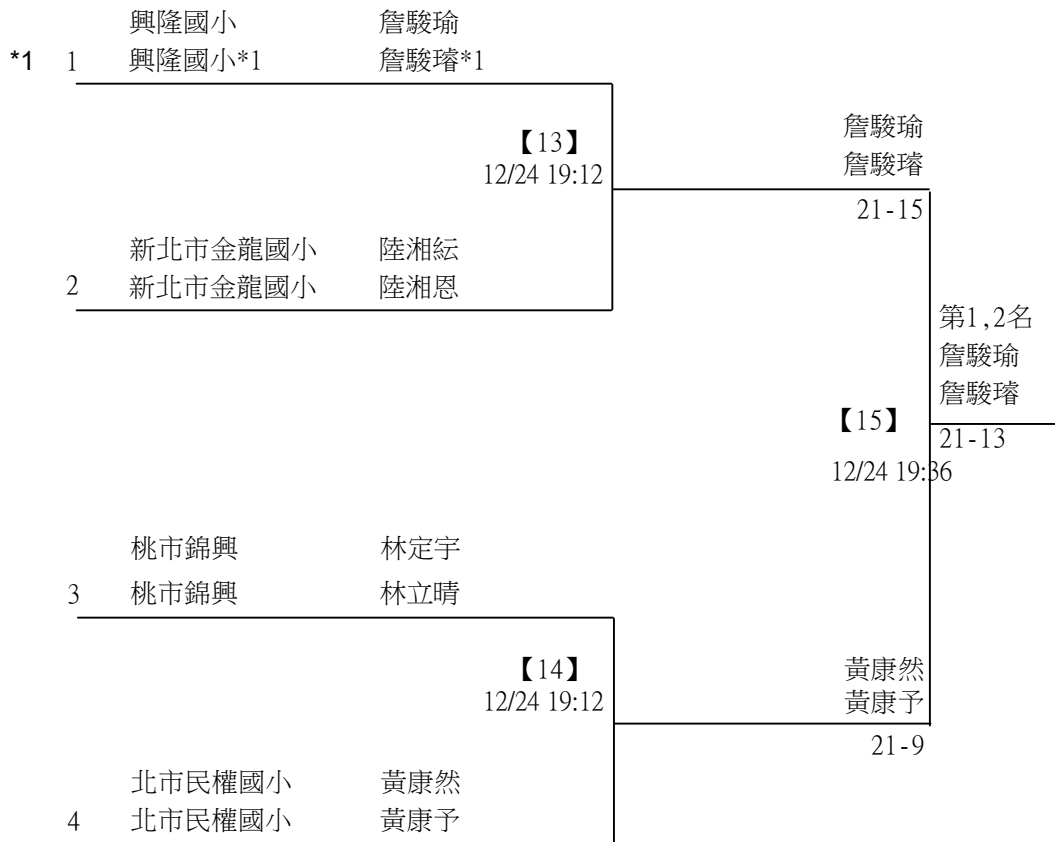 興隆國小 詹駿瑜
*1 1 興隆國小*1 詹駿璿*1
【13】
12/24 19:12
詹駿瑜
詹駿璿
21-15
新北市金龍國小 陸湘紜
2 新北市金龍國小 陸湘恩
第1,2名
詹駿瑜
詹駿璿
【15】
21-13
12/24 19:36
桃市錦興 林定宇
3 桃市錦興 林立晴
【14】
12/24 19:12
黃康然
黃康予
21-9
北市民權國小 黃康然
4 北市民權國小 黃康予